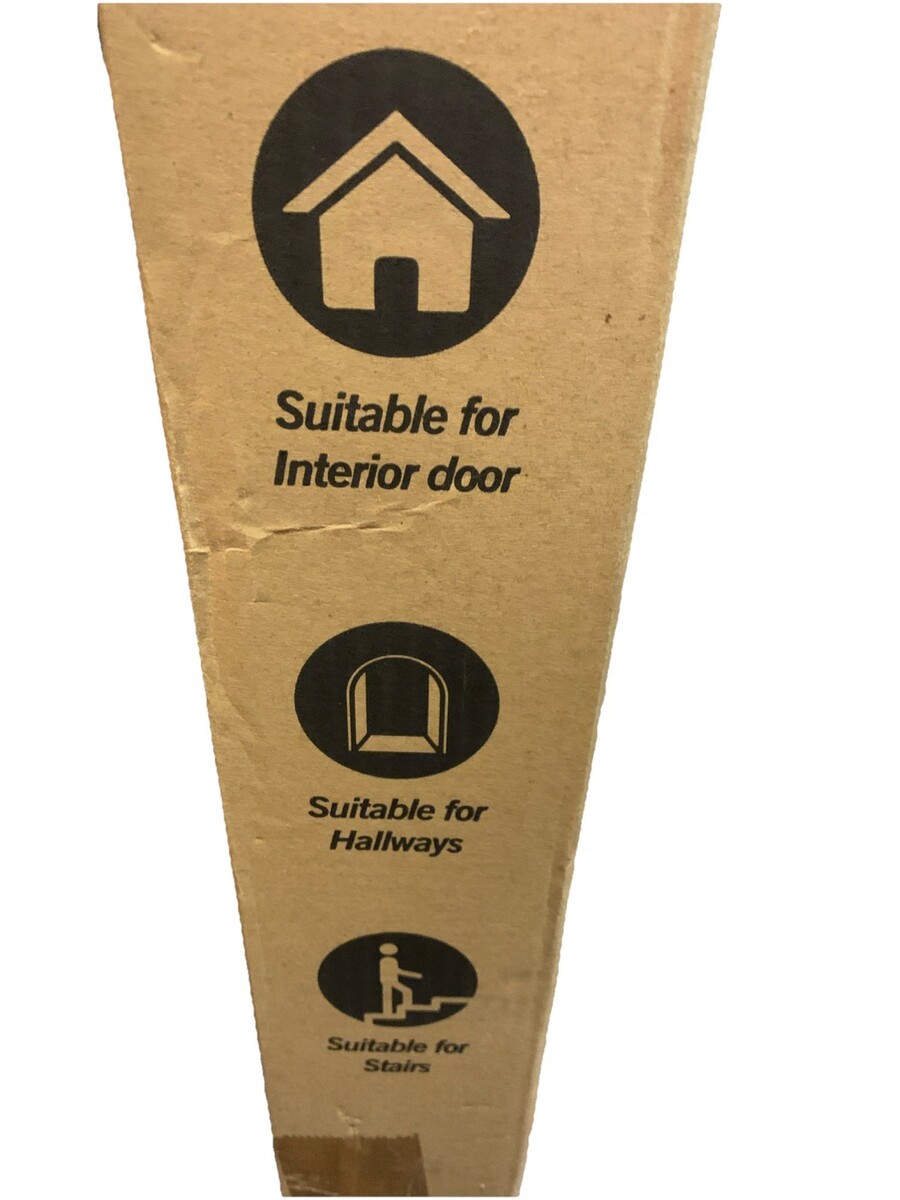 Suitable for
Interior door
Suitable for
Hallways
Suitable for
Stairs